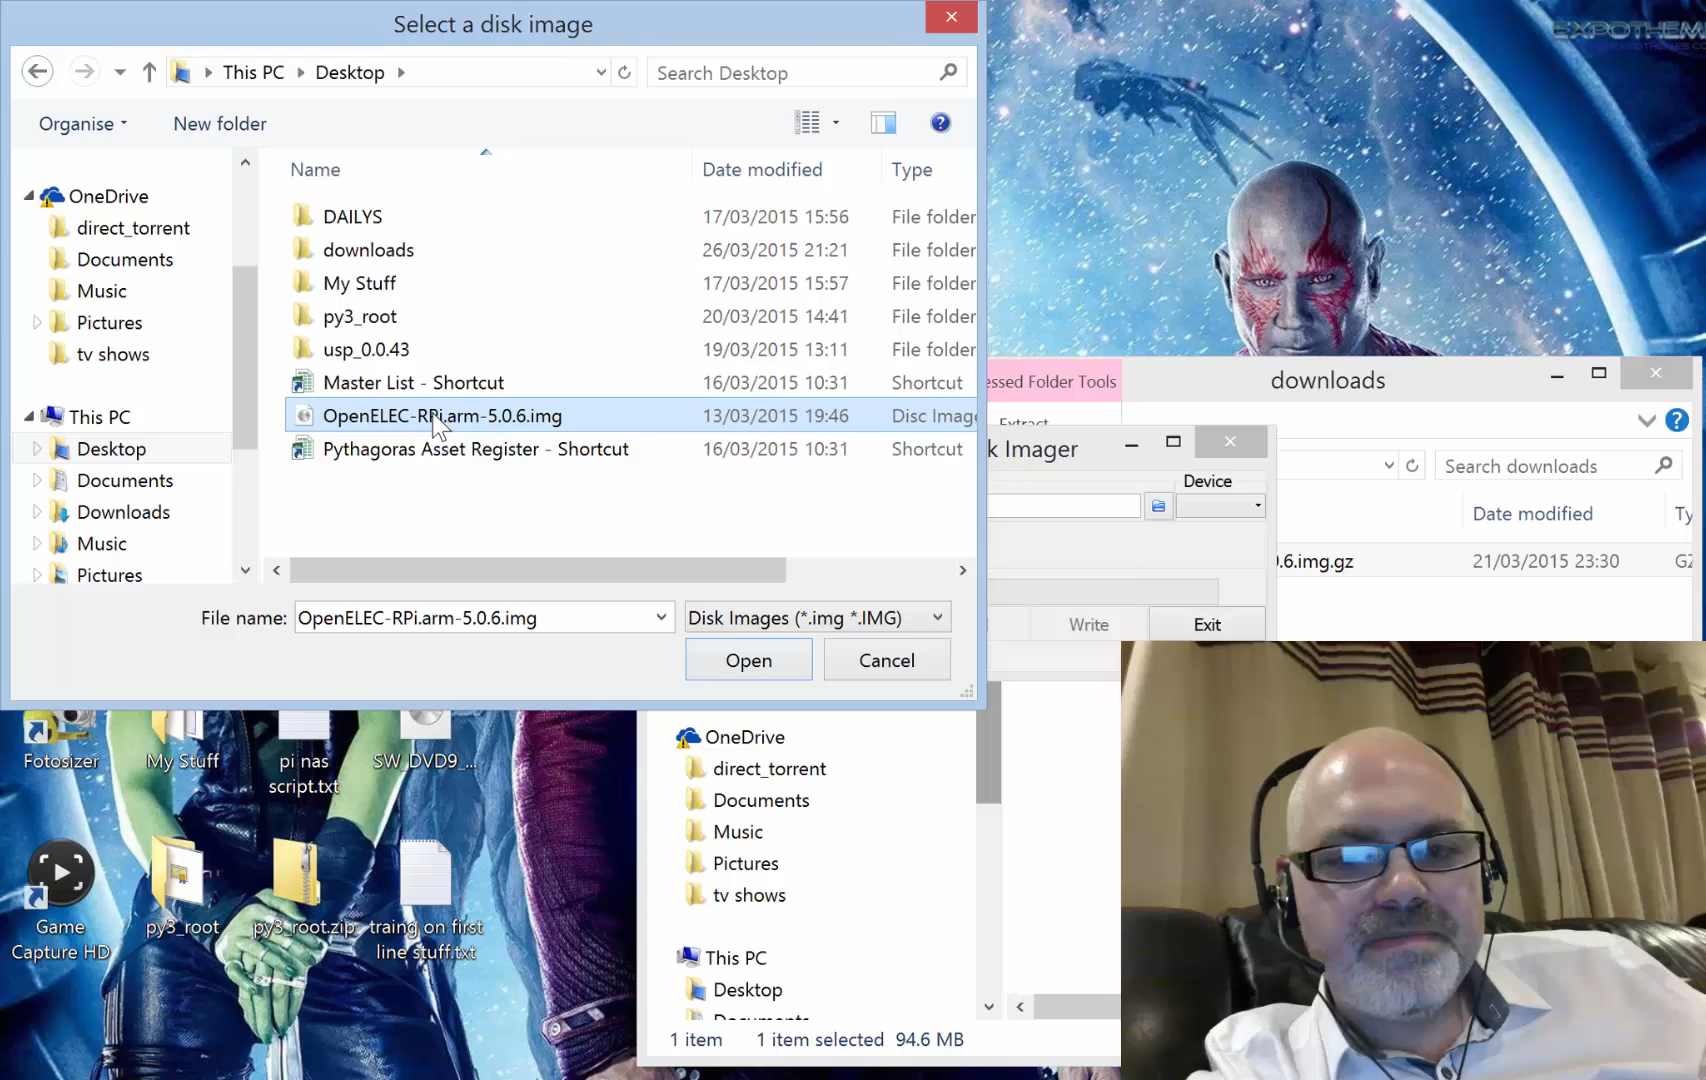 Select a disk image
This PC Desktop
Search Desktop
Organise
New folder
Name Date modified Type
OneDrive
direct_torrent
Documents
Music
Pictures
tv shows
This PC
Desktop
Documents
Downloads
Music
Pictures
DAILYS 17/03/2015 15:56 File folder
downloads 26/03/2015 21:21 File folder
My Stuff 17/03/2015 15:57 File folder
py3_root 20/03/2015 14:41 File folder
usp_0.0.43 19/03/2015 13:11 File folder
Master List - Shortcut 16/03/2015 10:31 Shortcut
OpenELEC-RPi.arm-5.0.6.img 13/03/2015 19:46 Disc Image
Pythagoras Asset Register - Shortcut 16/03/2015 10:31 Shortcut
File name: OpenELEC-RPi.arm-5.0.6.img
Disk Images (*.img *.IMG)
Open
Cancel
EXPOTHEM
essed Folder Tools
downloads
Extract
k Imager
Device
Search downloads
Date modified Ty
0.6.img.gz 21/03/2015 23:30 GZ
Write
Exit
Fotosizer
My Stuff
pi nas
script.txt
SW_DVD9_...
Game
Capture HD
py3_root
py3_root.zip
traing on first
line stuff.txt
OneDrive
direct_torrent
Documents
Music
Pictures
tv shows
This PC
Desktop
Documents
1 item 1 item selected 94.6 MB